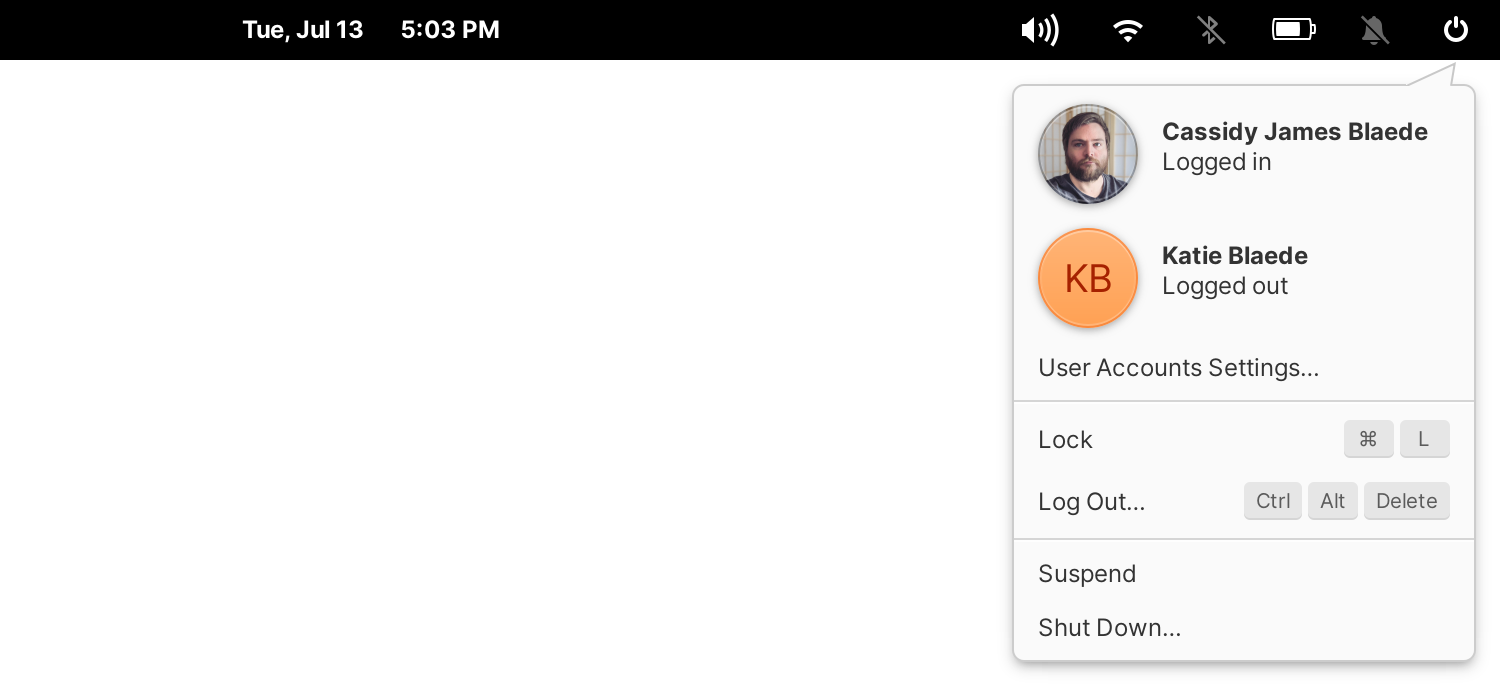 Tue, Jul 13 5:03 PM
Cassidy James Blaede
Logged in
KB
Katie Blaede
Logged out
User Accounts Settings...
Lock ⌘ L
Log Out... Ctrl Alt Delete
Suspend
Shut Down...